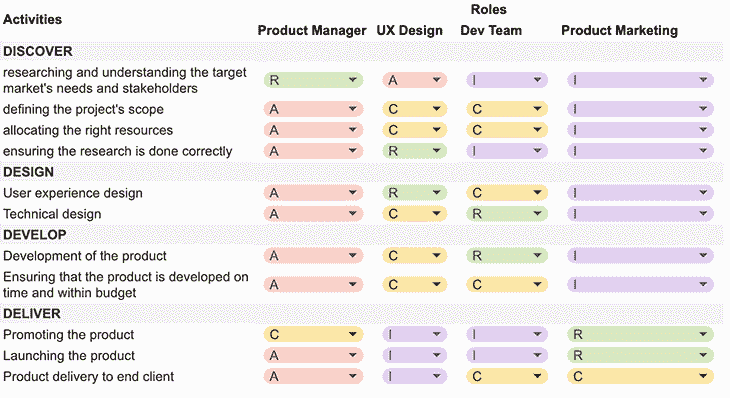 Roles
Activities
Product Manager UX Design Dev Team Product Marketing
DISCOVER
researching and understanding the target
market's needs and stakeholders R A I I
defining the project's scope A C C I
allocating the right resources A C C I
ensuring the research is done correctly A R I I
DESIGN
User experience design A R C I
Technical design A C R I
DEVELOP
Development of the product A C R I
Ensuring that the product is developed on
time and within budget A C C I
DELIVER
Promoting the product C I I R
Launching the product A I I R
Product delivery to end client A I C C